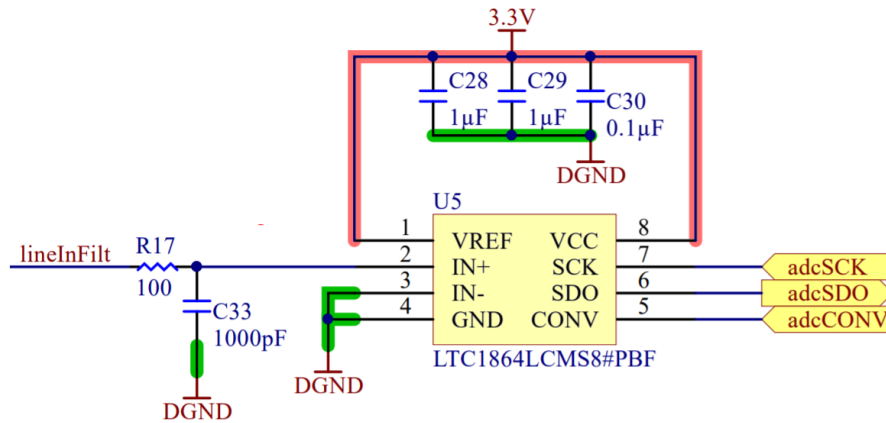 3.3V
C28
1µF
C29
1µF
C30
0.1µF
DGND
U5
lineInFilt
R17
100
C33
1000pF
DGND
DGND
1
2
3
4
VREF
IN+
IN-
GND
VCC
SCK
SDO
CONV
8
7
6
5
adcSCK
adcSDO
adcCONV
LTC1864LCMS8#PBF